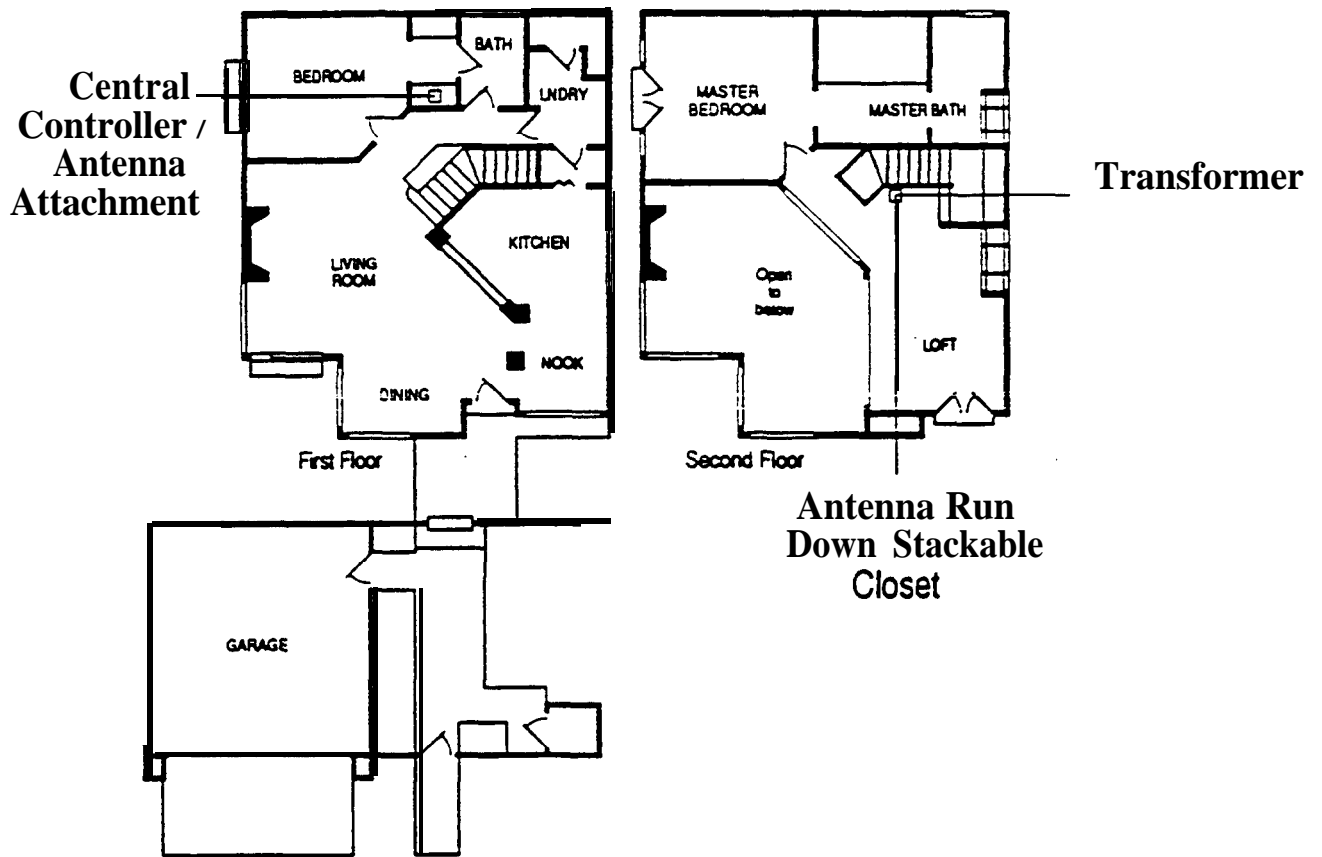 Central
Controller /
Antenna
Attachment
BEDROOM
BATH
LNDRY
LIVING
ROOM
KITCHEN
NOOK
DINING
First Floor
MASTER
BEDROOM
MASTER BATH
Transformer
Open
to
below
LOFT
Second Floor
Antenna Run
Down Stackable
Closet
GARAGE